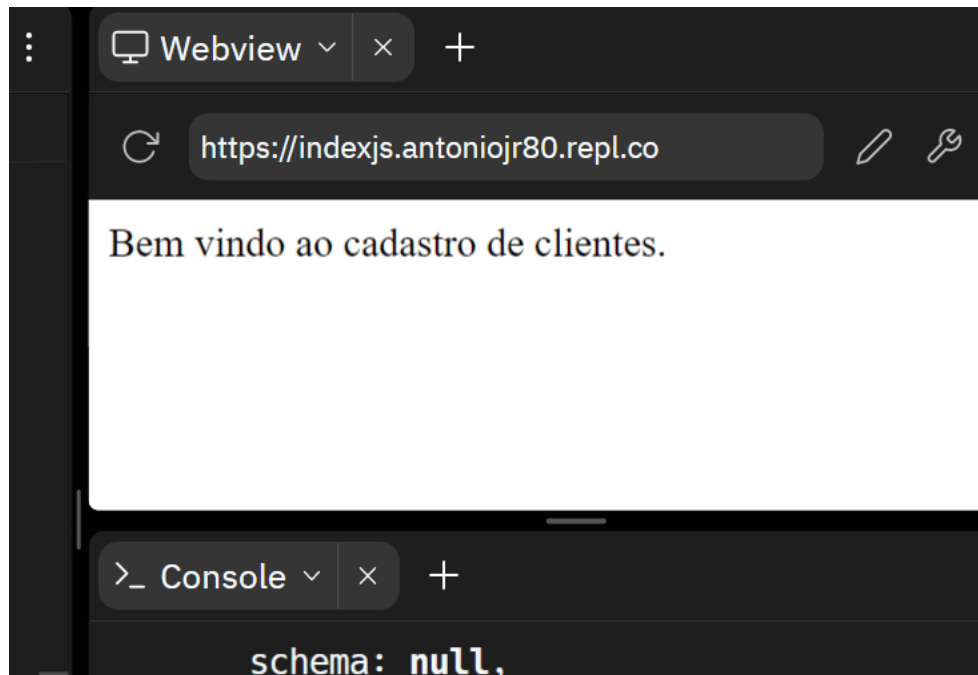 Webview
https://indexjs.antoniojr80.repl.co
Bem vindo ao cadastro de clientes.
>_ Console
schema: null,